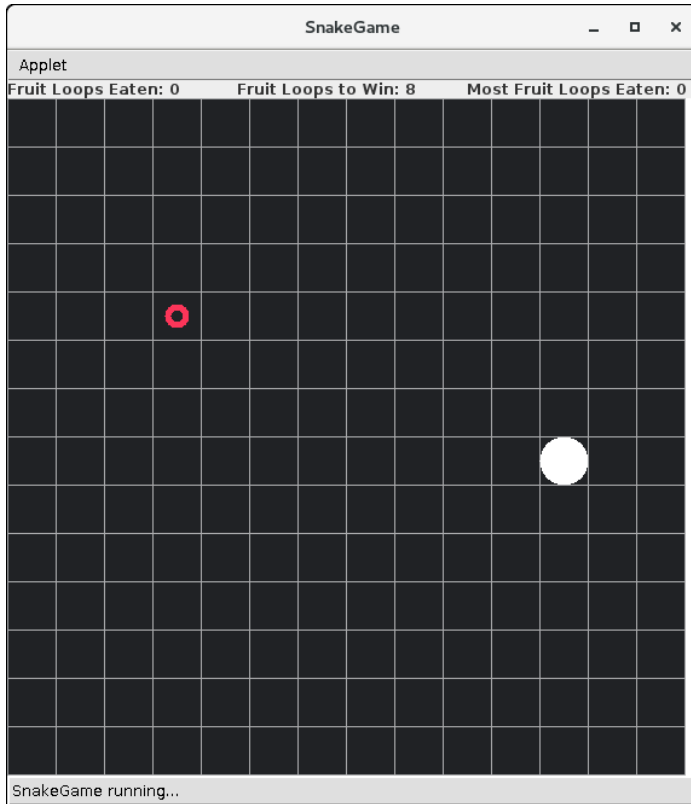 SnakeGame
Applet
Fruit Loops Eaten: 0 Fruit Loops to Win: 8 Most Fruit Loops Eaten: 0
SnakeGame running...